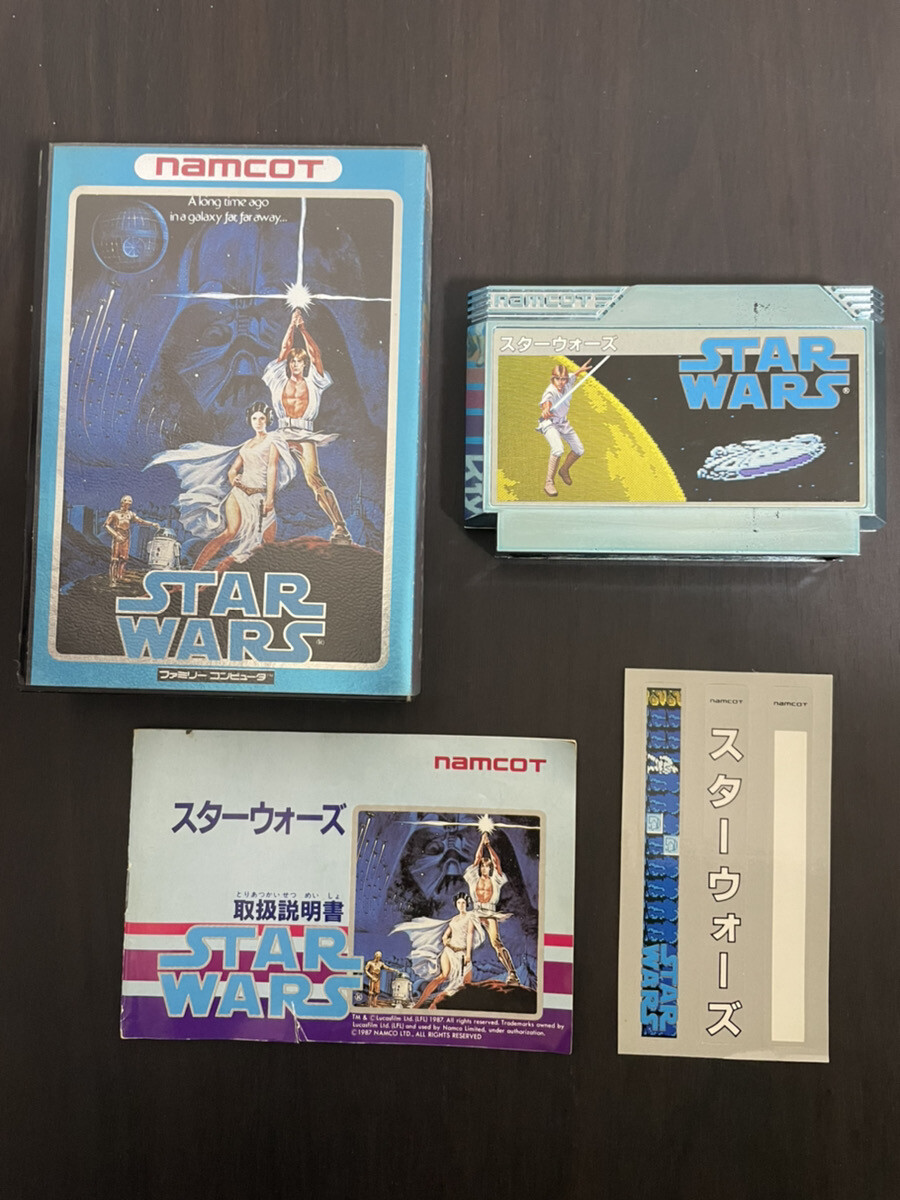 namcoT
A long time ago
in a galaxy far, far away...
STAR
WARS®
ファミリー コンピュータ™
namcoT
スターウォーズ
STAR
WARS®
namcoT
スターウォーズ
とりあつかいせつ めい しょ
取扱説明書
STAR
WARS®
TM & © Lucasfilm Ltd. (LFL) 1987. All rights reserved. Trademarks owned by
Lucasfilm Ltd. (LFL) and used by Namco Limited, under authorization.
© 1987 NAMCO LTD., ALL RIGHTS RESERVED
STAR
WARS
namcoT
スターウォーズ
namcoT